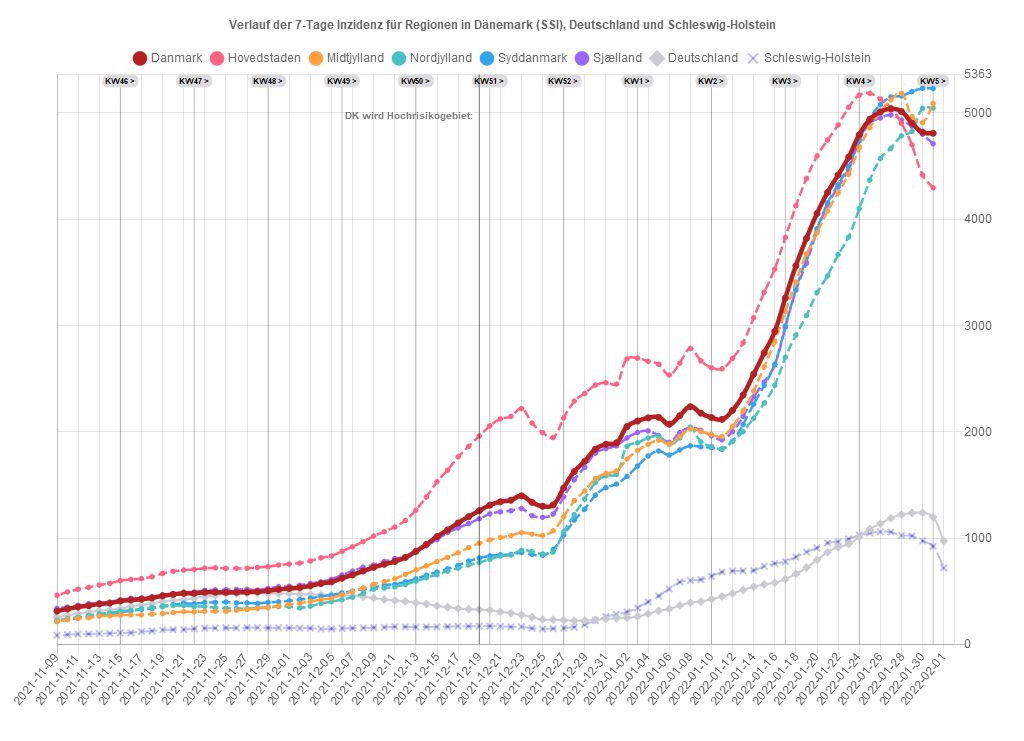 Verlauf der 7-Tage Inzidenz für Regionen in Dänemark (SSI), Deutschland und Schleswig-Holstein
Danmark Hovedstaden Midtjylland Nordjylland Syddanmark Sjælland Deutschland Schleswig-Holstein
KW46 > KW47 > KW48 > KW49 > KW50 > KW51 > KW52 > KW1 > KW2 > KW3 > KW4 > KW5 >
5363
DK wird Hochrisikogebiet:
5000
4000
3000
2000
1000
0
2021-11-09 2021-11-11 2021-11-13 2021-11-15 2021-11-17 2021-11-19 2021-11-21 2021-11-23 2021-11-25 2021-11-27 2021-11-29 2021-12-01 2021-12-03 2021-12-05 2021-12-07 2021-12-09 2021-12-11 2021-12-13 2021-12-15 2021-12-17 2021-12-19 2021-12-21 2021-12-23 2021-12-25 2021-12-27 2021-12-29 2021-12-31 2022-01-02 2022-01-04 2022-01-06 2022-01-08 2022-01-10 2022-01-12 2022-01-14 2022-01-16 2022-01-18 2022-01-20 2022-01-22 2022-01-24 2022-01-26 2022-01-28 2022-01-30 2022-02-01